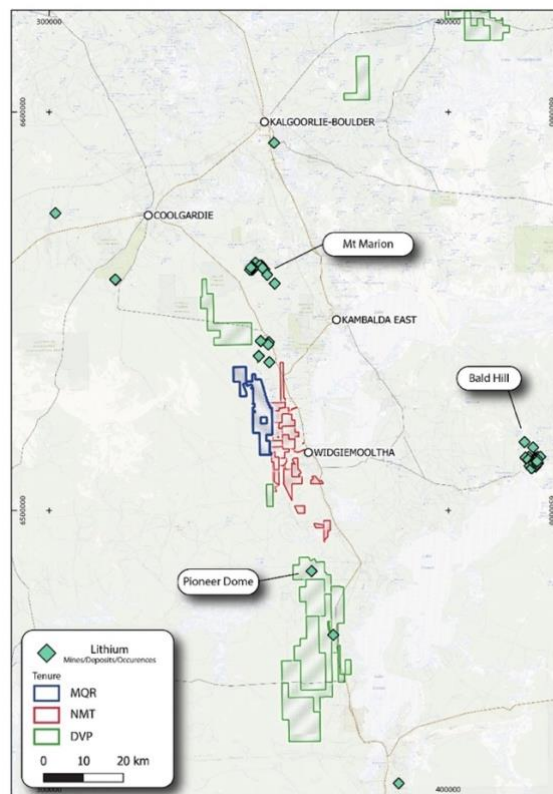 300000
400000
6600000
KALGOORLIE-BOULDER
COOLGARDIE
Mt Marion
KAMBALDA EAST
Bald Hill
WIDGIEMOOLTHA
6500000
Pioneer Dome
Lithium
Mines/Deposits/Occurences
Tenure
MQR
NMT
DVP
0 10 20 km
400000